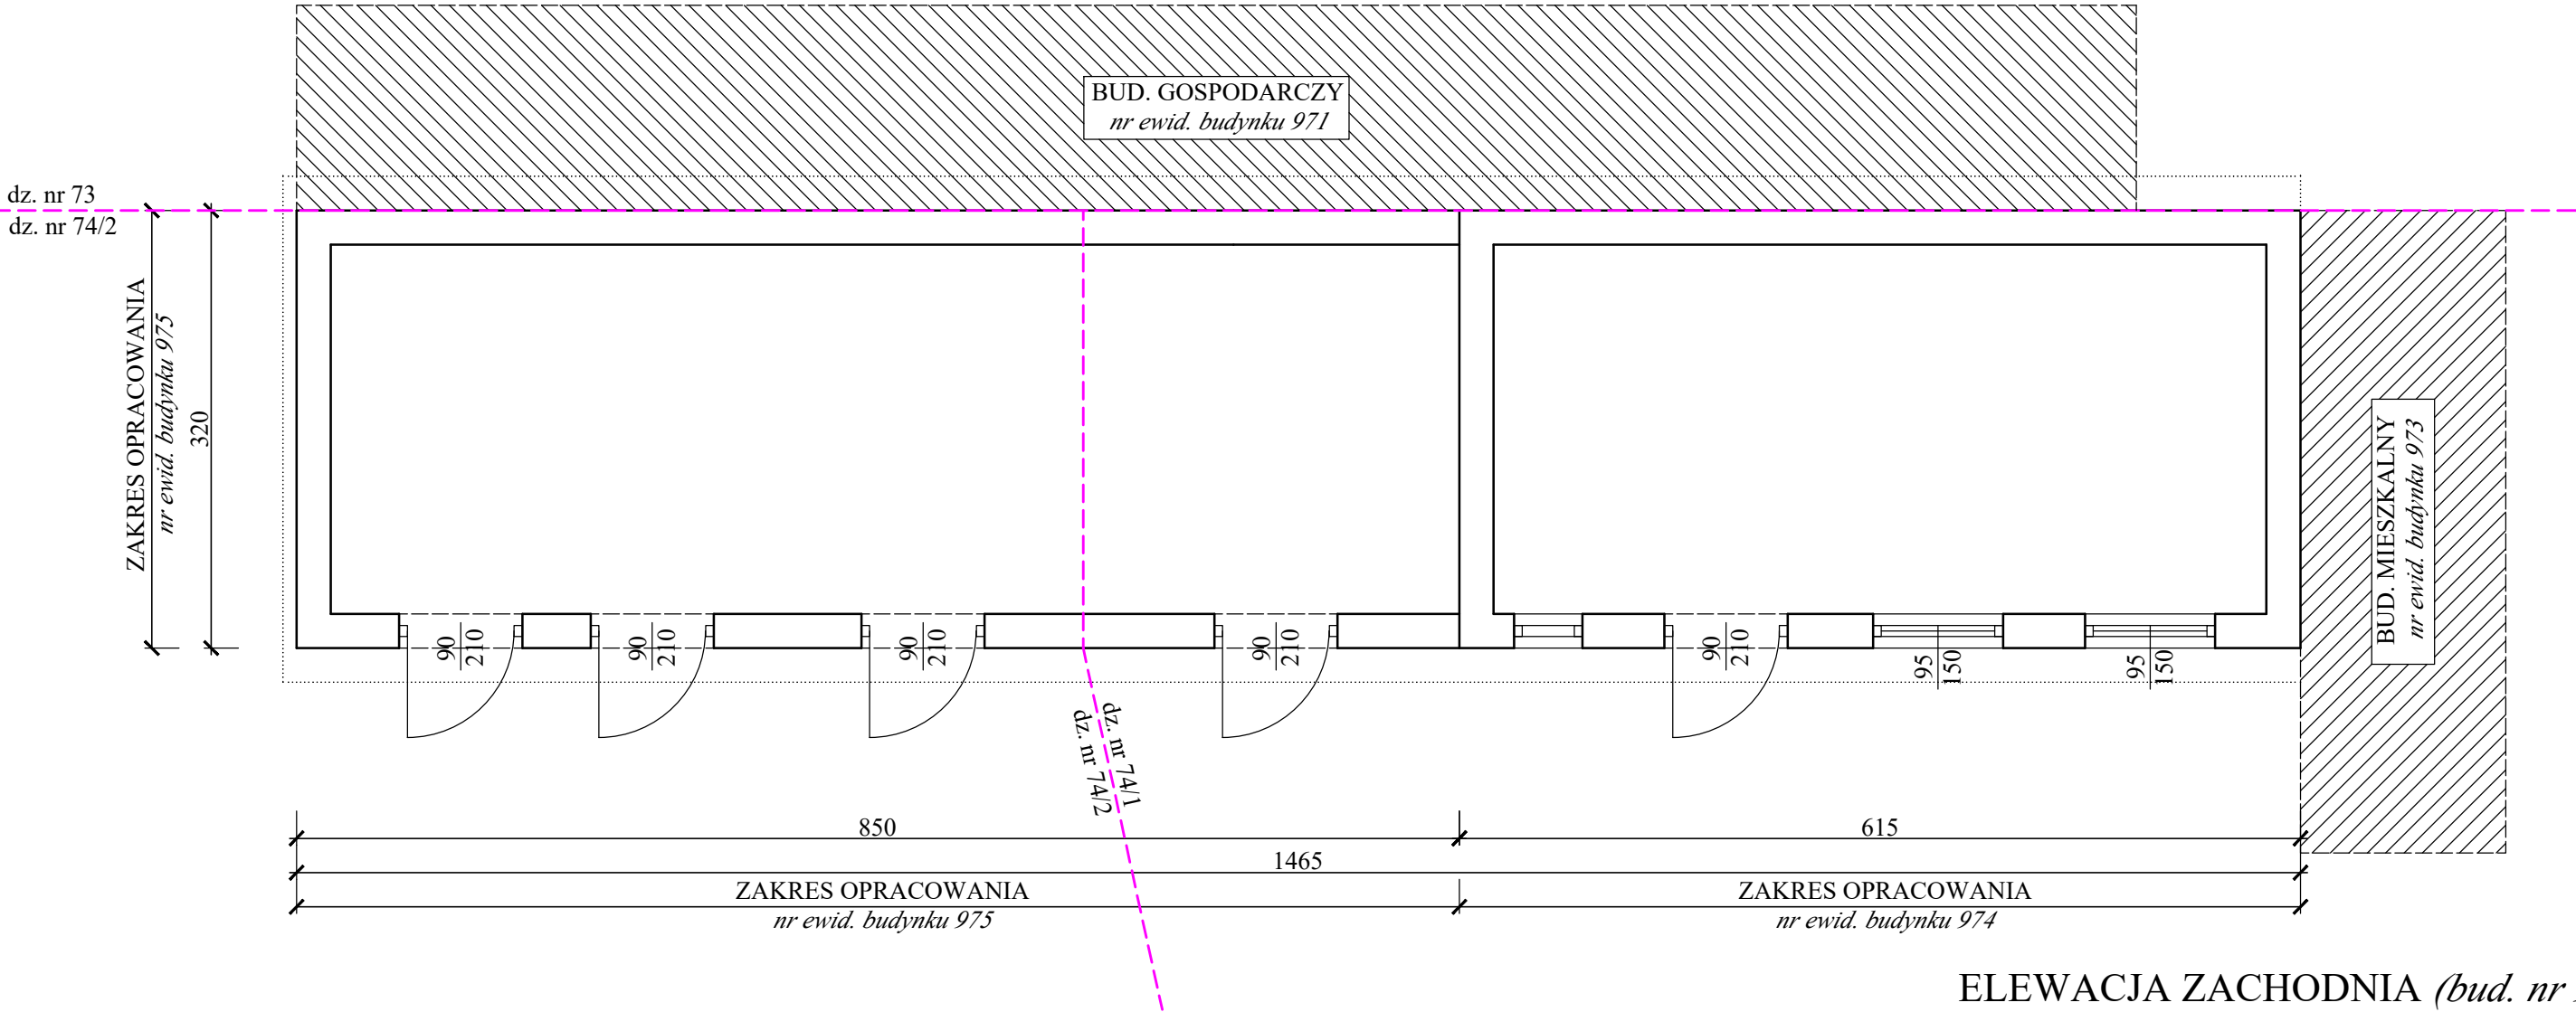 BUD. GOSPODARCZY
nr ewid. budynku 971
dz. nr 73
dz. nr 74/2
ZAKRES OPRACOWANIA
nr ewid. budynku 975
320
BUD. MIESZKALNY
nr ewid. budynku 973
90
210
90
210
90
210
90
210
90
210
95
150
95
150
dz. nr 74/1
dz. nr 74/2
850
615
1465
ZAKRES OPRACOWANIA
nr ewid. budynku 975
ZAKRES OPRACOWANIA
nr ewid. budynku 974
ELEWACJA ZACHODNIA (bud. nr